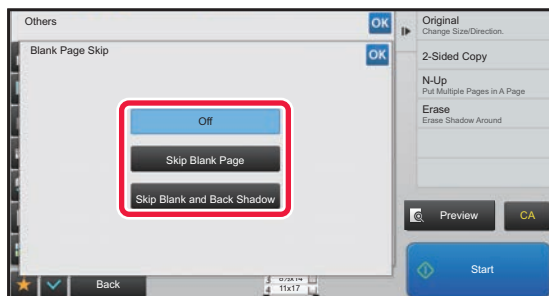 Others
OK
Blank Page Skip
OK
Off
Skip Blank Page
Skip Blank and Back Shadow
Original
Change Size/Direction.
2-Sided Copy
N-Up
Put Multiple Pages in A Page
Erase
Erase Shadow Around
Preview
CA
Start
Back
11x17